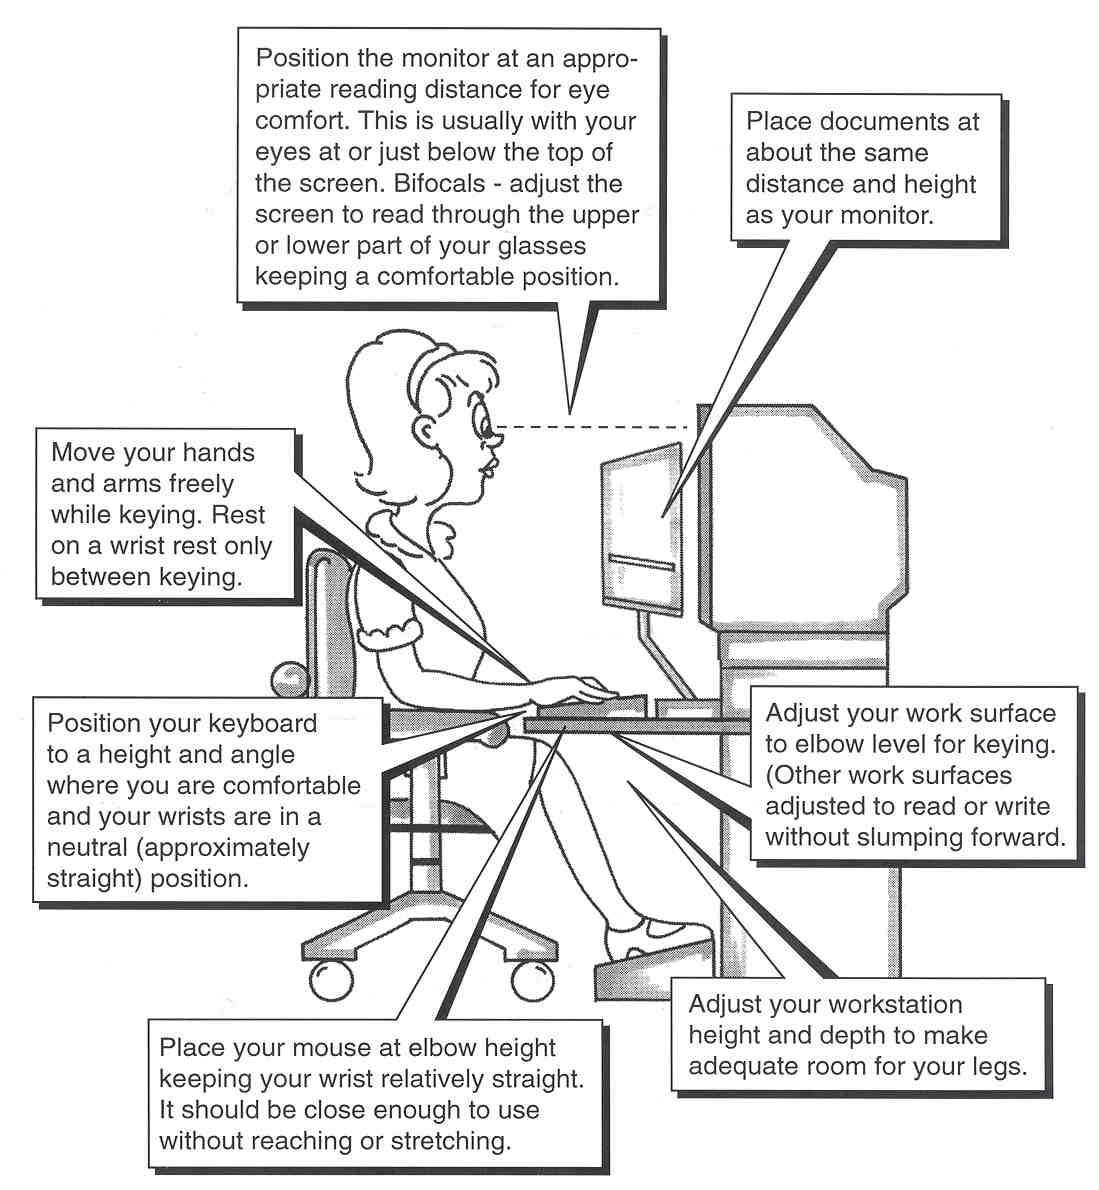 Position the monitor at an appro-
priate reading distance for eye
comfort. This is usually with your
eyes at or just below the top of
the screen. Bifocals - adjust the
screen to read through the upper
or lower part of your glasses
keeping a comfortable position.
Place documents at
about the same
distance and height
as your monitor.
Move your hands
and arms freely
while keying. Rest
on a wrist rest only
between keying.
Position your keyboard
to a height and angle
where you are comfortable
and your wrists are in a
neutral (approximately
straight) position.
Adjust your work surface
to elbow level for keying.
(Other work surfaces
adjusted to read or write
without slumping forward.
Adjust your workstation
height and depth to make
adequate room for your legs.
Place your mouse at elbow height
keeping your wrist relatively straight.
It should be close enough to use
without reaching or stretching.